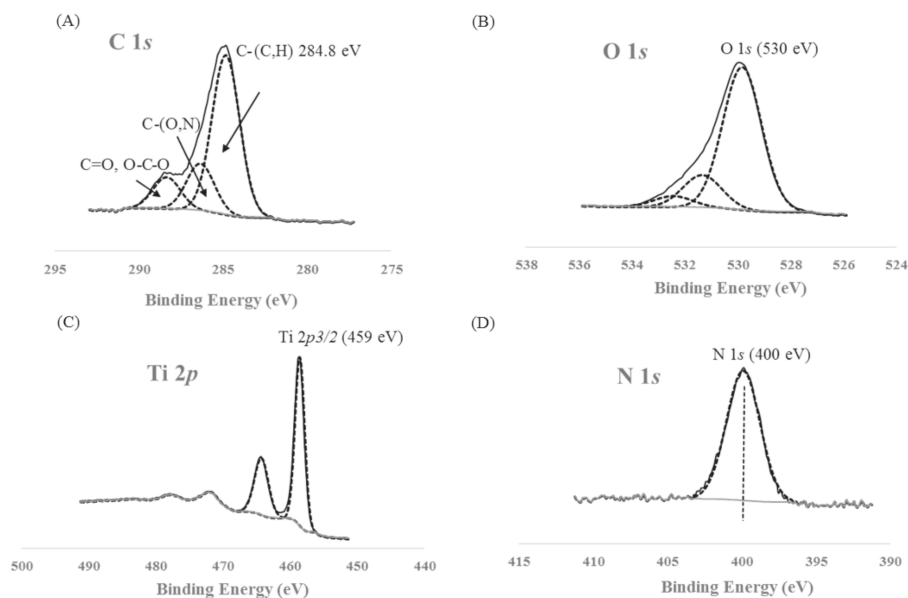 (A)
C 1s
C-(C,H) 284.8 eV
C-(O,N)
C=O, O-C-O
295 290 285 280 275
Binding Energy (eV)
(B)
O 1s
O 1s (530 eV)
538 536 534 532 530 528 526 524
Binding Energy (eV)
(C)
Ti 2p
Ti 2p3/2 (459 eV)
500 490 480 470 460 451 440
Binding Energy (eV)
(D)
N 1s
N 1s (400 eV)
415 410 405 400 395 390
Binding Energy (eV)